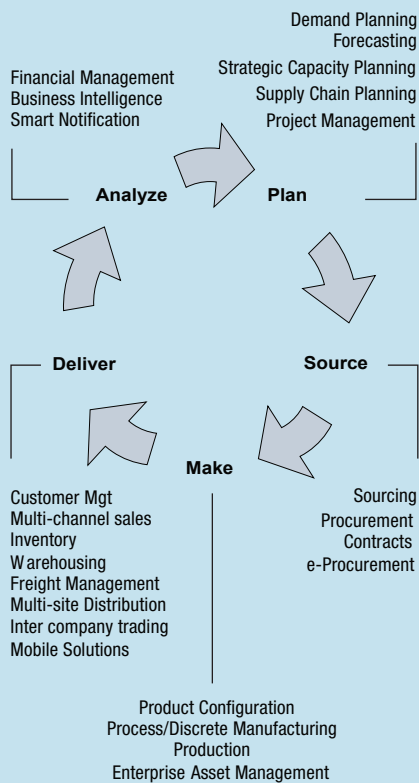 Demand Planning
Forecasting
Strategic Capacity Planning
Supply Chain Planning
Project Management
Financial Management
Business Intelligence
Smart Notification
Analyze
Plan
Deliver
Source
Make
Customer Mgt
Multi-channel sales
Inventory
Warehousing
Freight Management
Multi-site Distribution
Inter company trading
Mobile Solutions
Sourcing
Procurement
Contracts
e-Procurement
Product Configuration
Process/Discrete Manufacturing
Production
Enterprise Asset Management